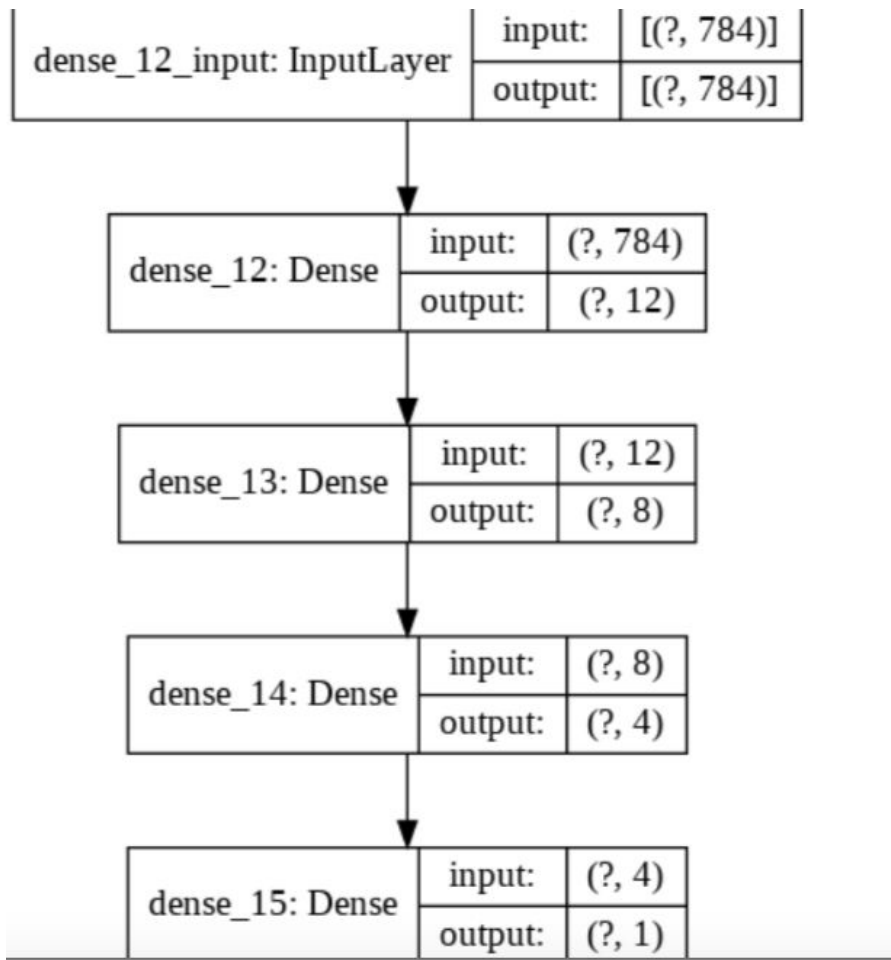 dense_12_input: InputLayer
input: [(?, 784)]
output: [(?, 784)]
dense_12: Dense
input: (?, 784)
output: (?, 12)
dense_13: Dense
input: (?, 12)
output: (?, 8)
dense_14: Dense
input: (?, 8)
output: (?, 4)
dense_15: Dense
input: (?, 4)
output: (?, 1)